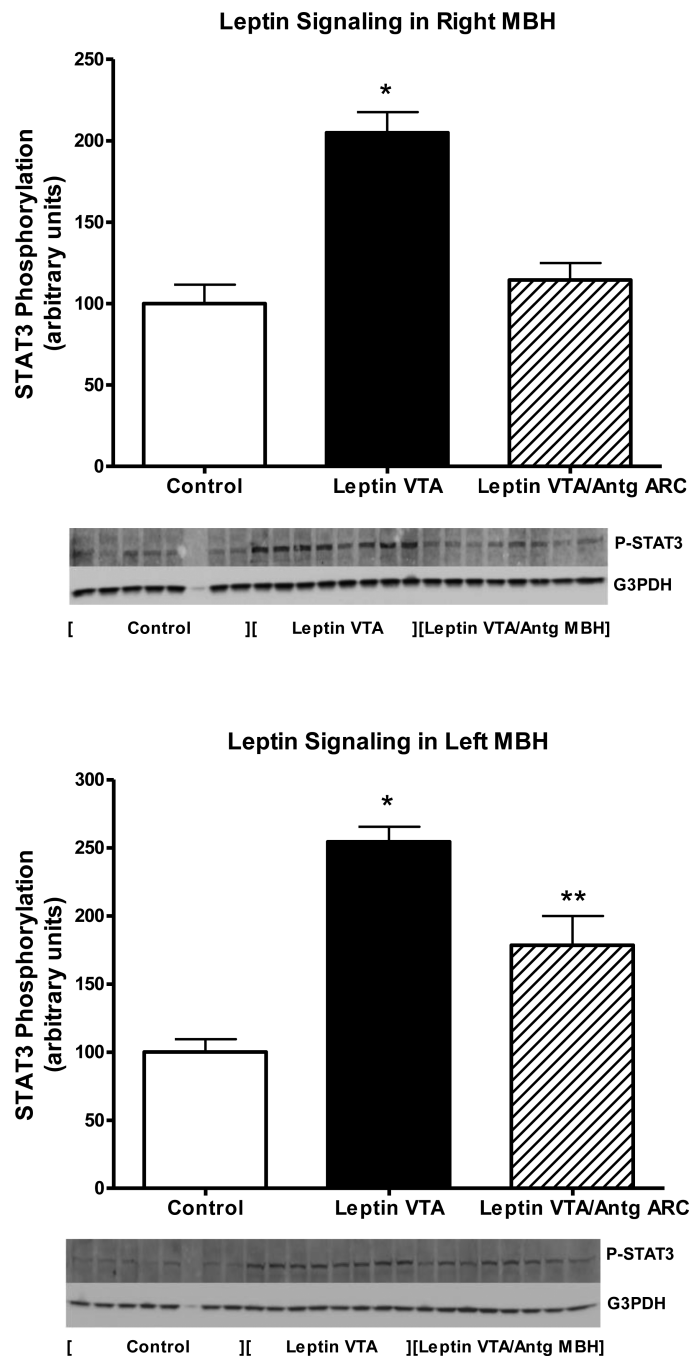 Leptin Signaling in Right MBH
STAT3 Phosphorylation
(arbitrary units)
250
200
150
100
50
0
*
Control Leptin VTA Leptin VTA/Antg ARC
P-STAT3
G3PDH
[ Control ][ Leptin VTA ][Leptin VTA/Antg MBH]
Leptin Signaling in Left MBH
STAT3 Phosphorylation
(arbitrary units)
300
250
200
150
100
50
0
*
**
Control Leptin VTA Leptin VTA/Antg ARC
P-STAT3
G3PDH
[ Control ][ Leptin VTA ][Leptin VTA/Antg MBH]